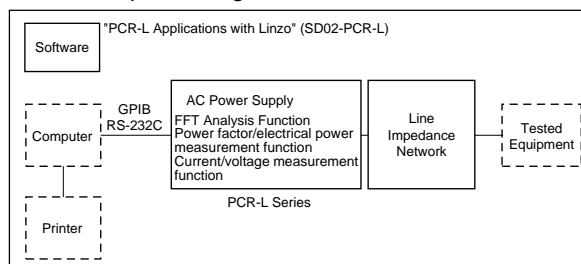 "PCR-L Applications with Linzo" (SD02-PCR-L)
Software
GPIB
RS-232C
Computer
Printer
AC Power Supply
FFT Analysis Function
Power factor/electrical power
measurement function
Current/voltage measurement
function
PCR-L Series
Line
Impedance
Network
Tested
Equipment